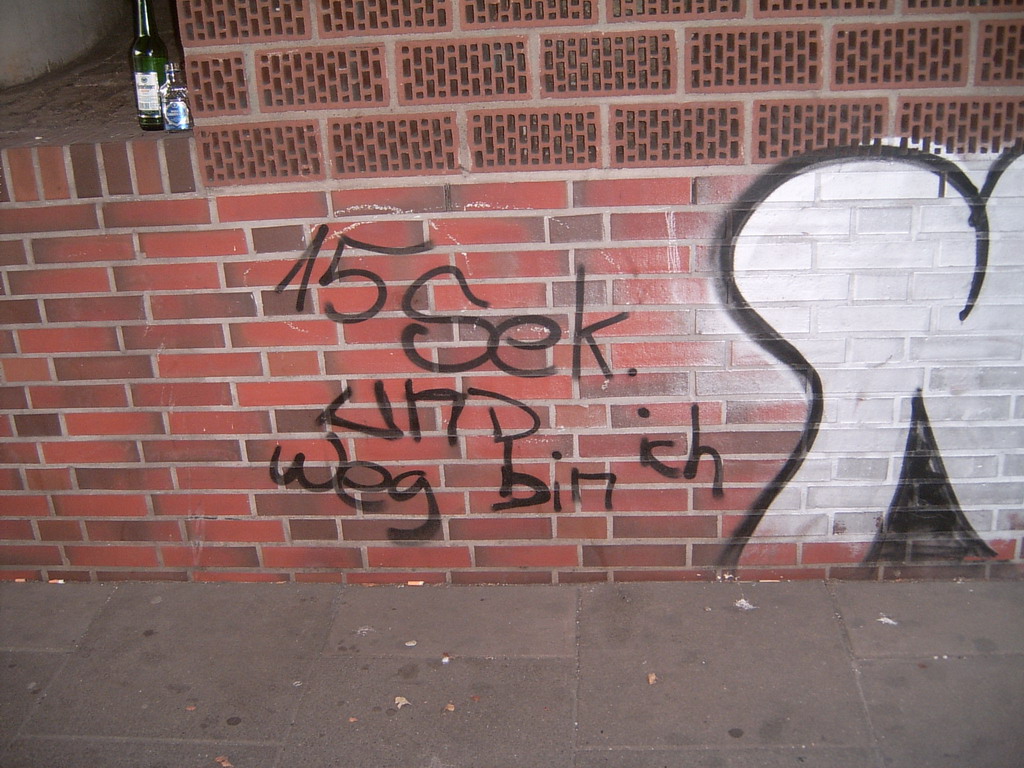 15 Sek.
und
weg bin ich